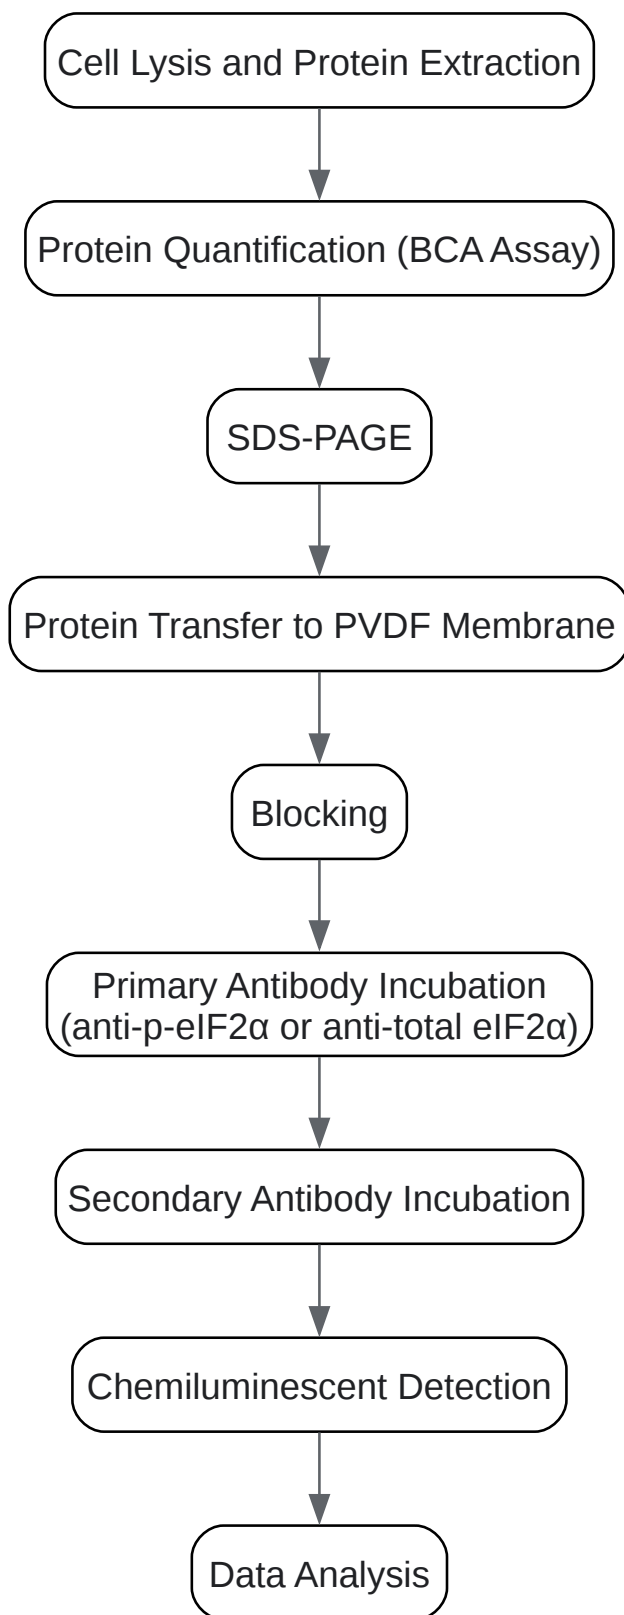 Cell Lysis and Protein Extraction
Protein Quantification (BCA Assay)
SDS-PAGE
Protein Transfer to PVDF Membrane
Blocking
Primary Antibody Incubation
(anti-p-eIF2α or anti-total eIF2α)
Secondary Antibody Incubation
Chemiluminescent Detection
Data Analysis